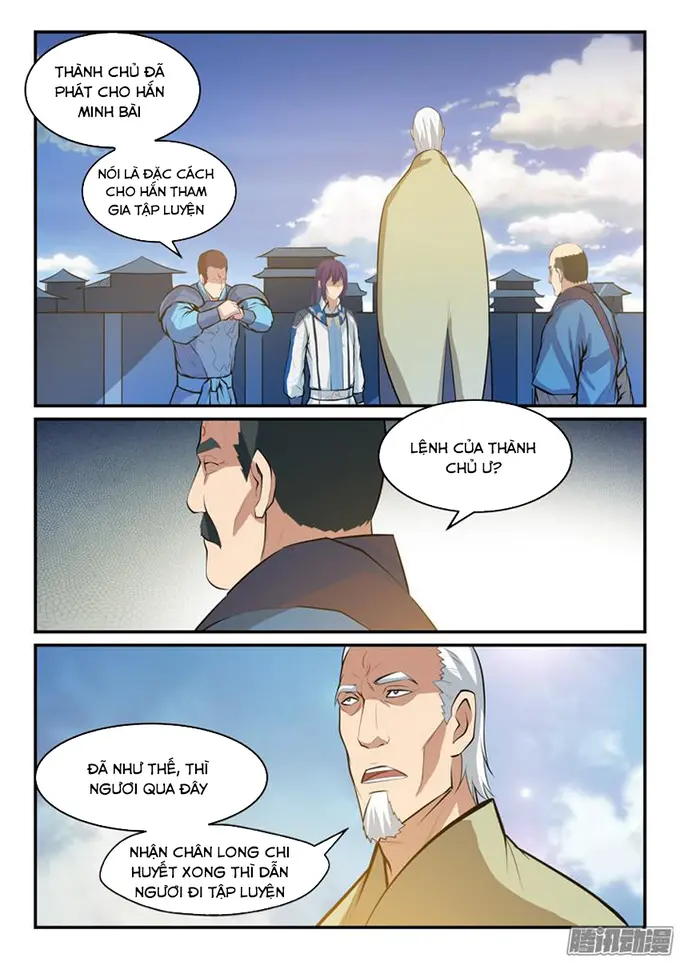 THÀNH CHỦ ĐÃ
PHÁT CHO HẮN
MINH BÀI
NÓI LÀ ĐẶC CÁCH
CHO HẮN THAM
GIA TẬP LUYỆN
LỆNH CỦA THÀNH
CHỦ Ư?
ĐÃ NHƯ THẾ, THÌ
NGƯƠI QUA ĐÂY
NHẬN CHÂN LONG CHI
HUYẾT XONG THÌ DẪN
NGƯƠI ĐI TẬP LUYỆN
腾讯动漫